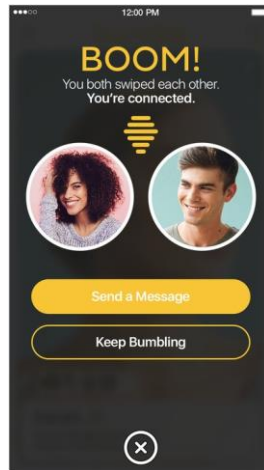 12:00 PM
BOOM!
You both swiped each other.
You're connected.
Send a Message
Keep Bumbling